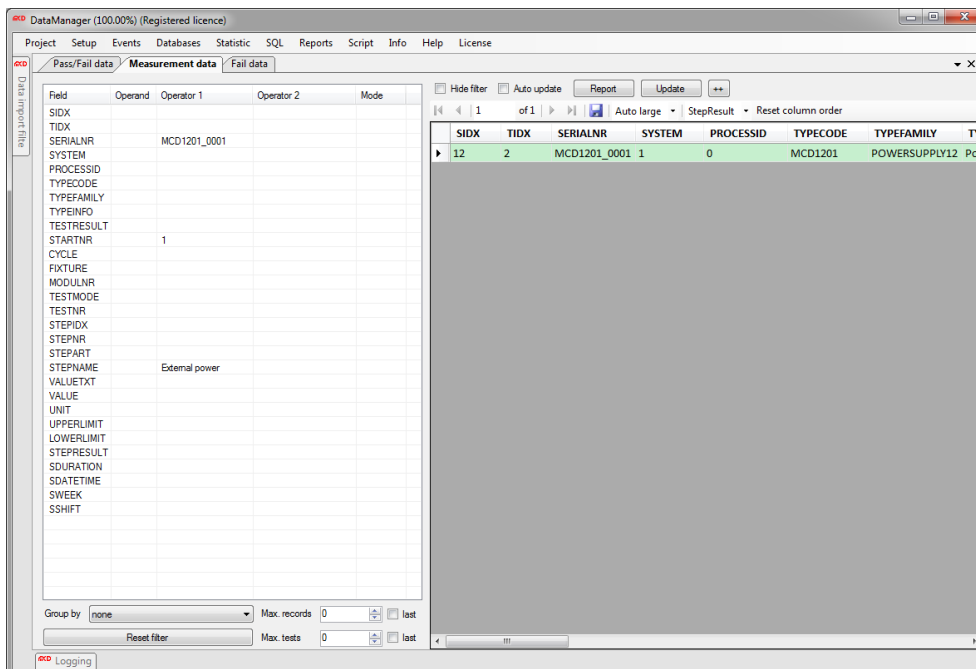 MCD DataManager (100.00%) (Registered licence)
Project Setup Events Databases Statistic SQL Reports Script Info Help License
Pass/Fail data Measurement data Fail data
Data import filte
Field Operand Operator 1 Operator 2 Mode
SIDX
TIDX
SERIALNR MCD1201_0001
SYSTEM
PROCESSID
TYPECODE
TYPEFAMILY
TYPEINFO
TESTRESULT
STARTNR 1
CYCLE
FIXTURE
MODULNR
TESTMODE
TESTNR
STEPIDX
STEPNR
STEPART
STEPNAME External power
VALUETXT
VALUE
UNIT
UPPERLIMIT
LOWERLIMIT
STEPRESULT
SDURATION
SDATETIME
SWEEK
SSHIFT
Group by none Max. records 0 last
Reset filter Max. tests 0 last
Hide filter Auto update Report Update ++
1 of 1 Auto large StepResult Reset column order
SIDX TIDX SERIALNR SYSTEM PROCESSID TYPECODE TYPEFAMILY
12 2 MCD1201_0001 1 0 MCD1201 POWERSUPPLY12
Logging